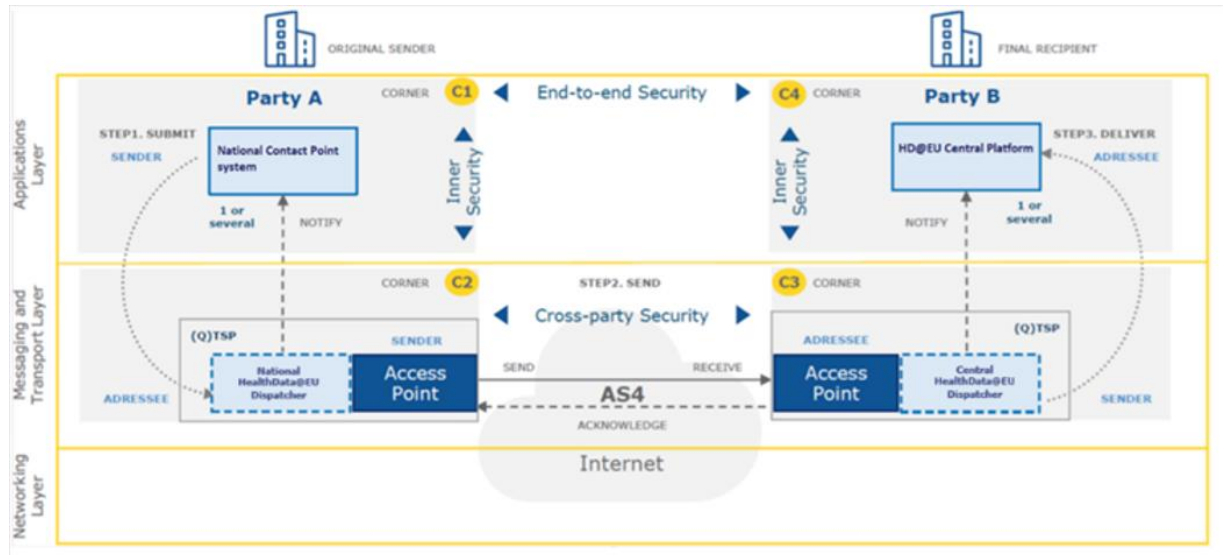 ORIGINAL SENDER
FINAL RECIPIENT
Applications
Layer
Party A
CORNER
C1
End-to-end Security
C4
CORNER
Party B
STEP1. SUBMIT
SENDER
National Contact Point
system
Inner
Security
Inner
Security
HD@EU Central Platform
STEP3. DELIVER
ADRESSEE
1 or
several
NOTIFY
NOTIFY
1 or
several
Messaging and
Transport Layer
CORNER
C2
STEP2. SEND
C3
CORNER
Cross-party Security
(Q)TSP
SENDER
ADRESSEE
(Q)TSP
ADRESSEE
National
HealthData@EU
Dispatcher
Access
Point
SEND
RECEIVE
AS4
ACKNOWLEDGE
Access
Point
Central
HealthData@EU
Dispatcher
SENDER
Networking
Layer
Internet